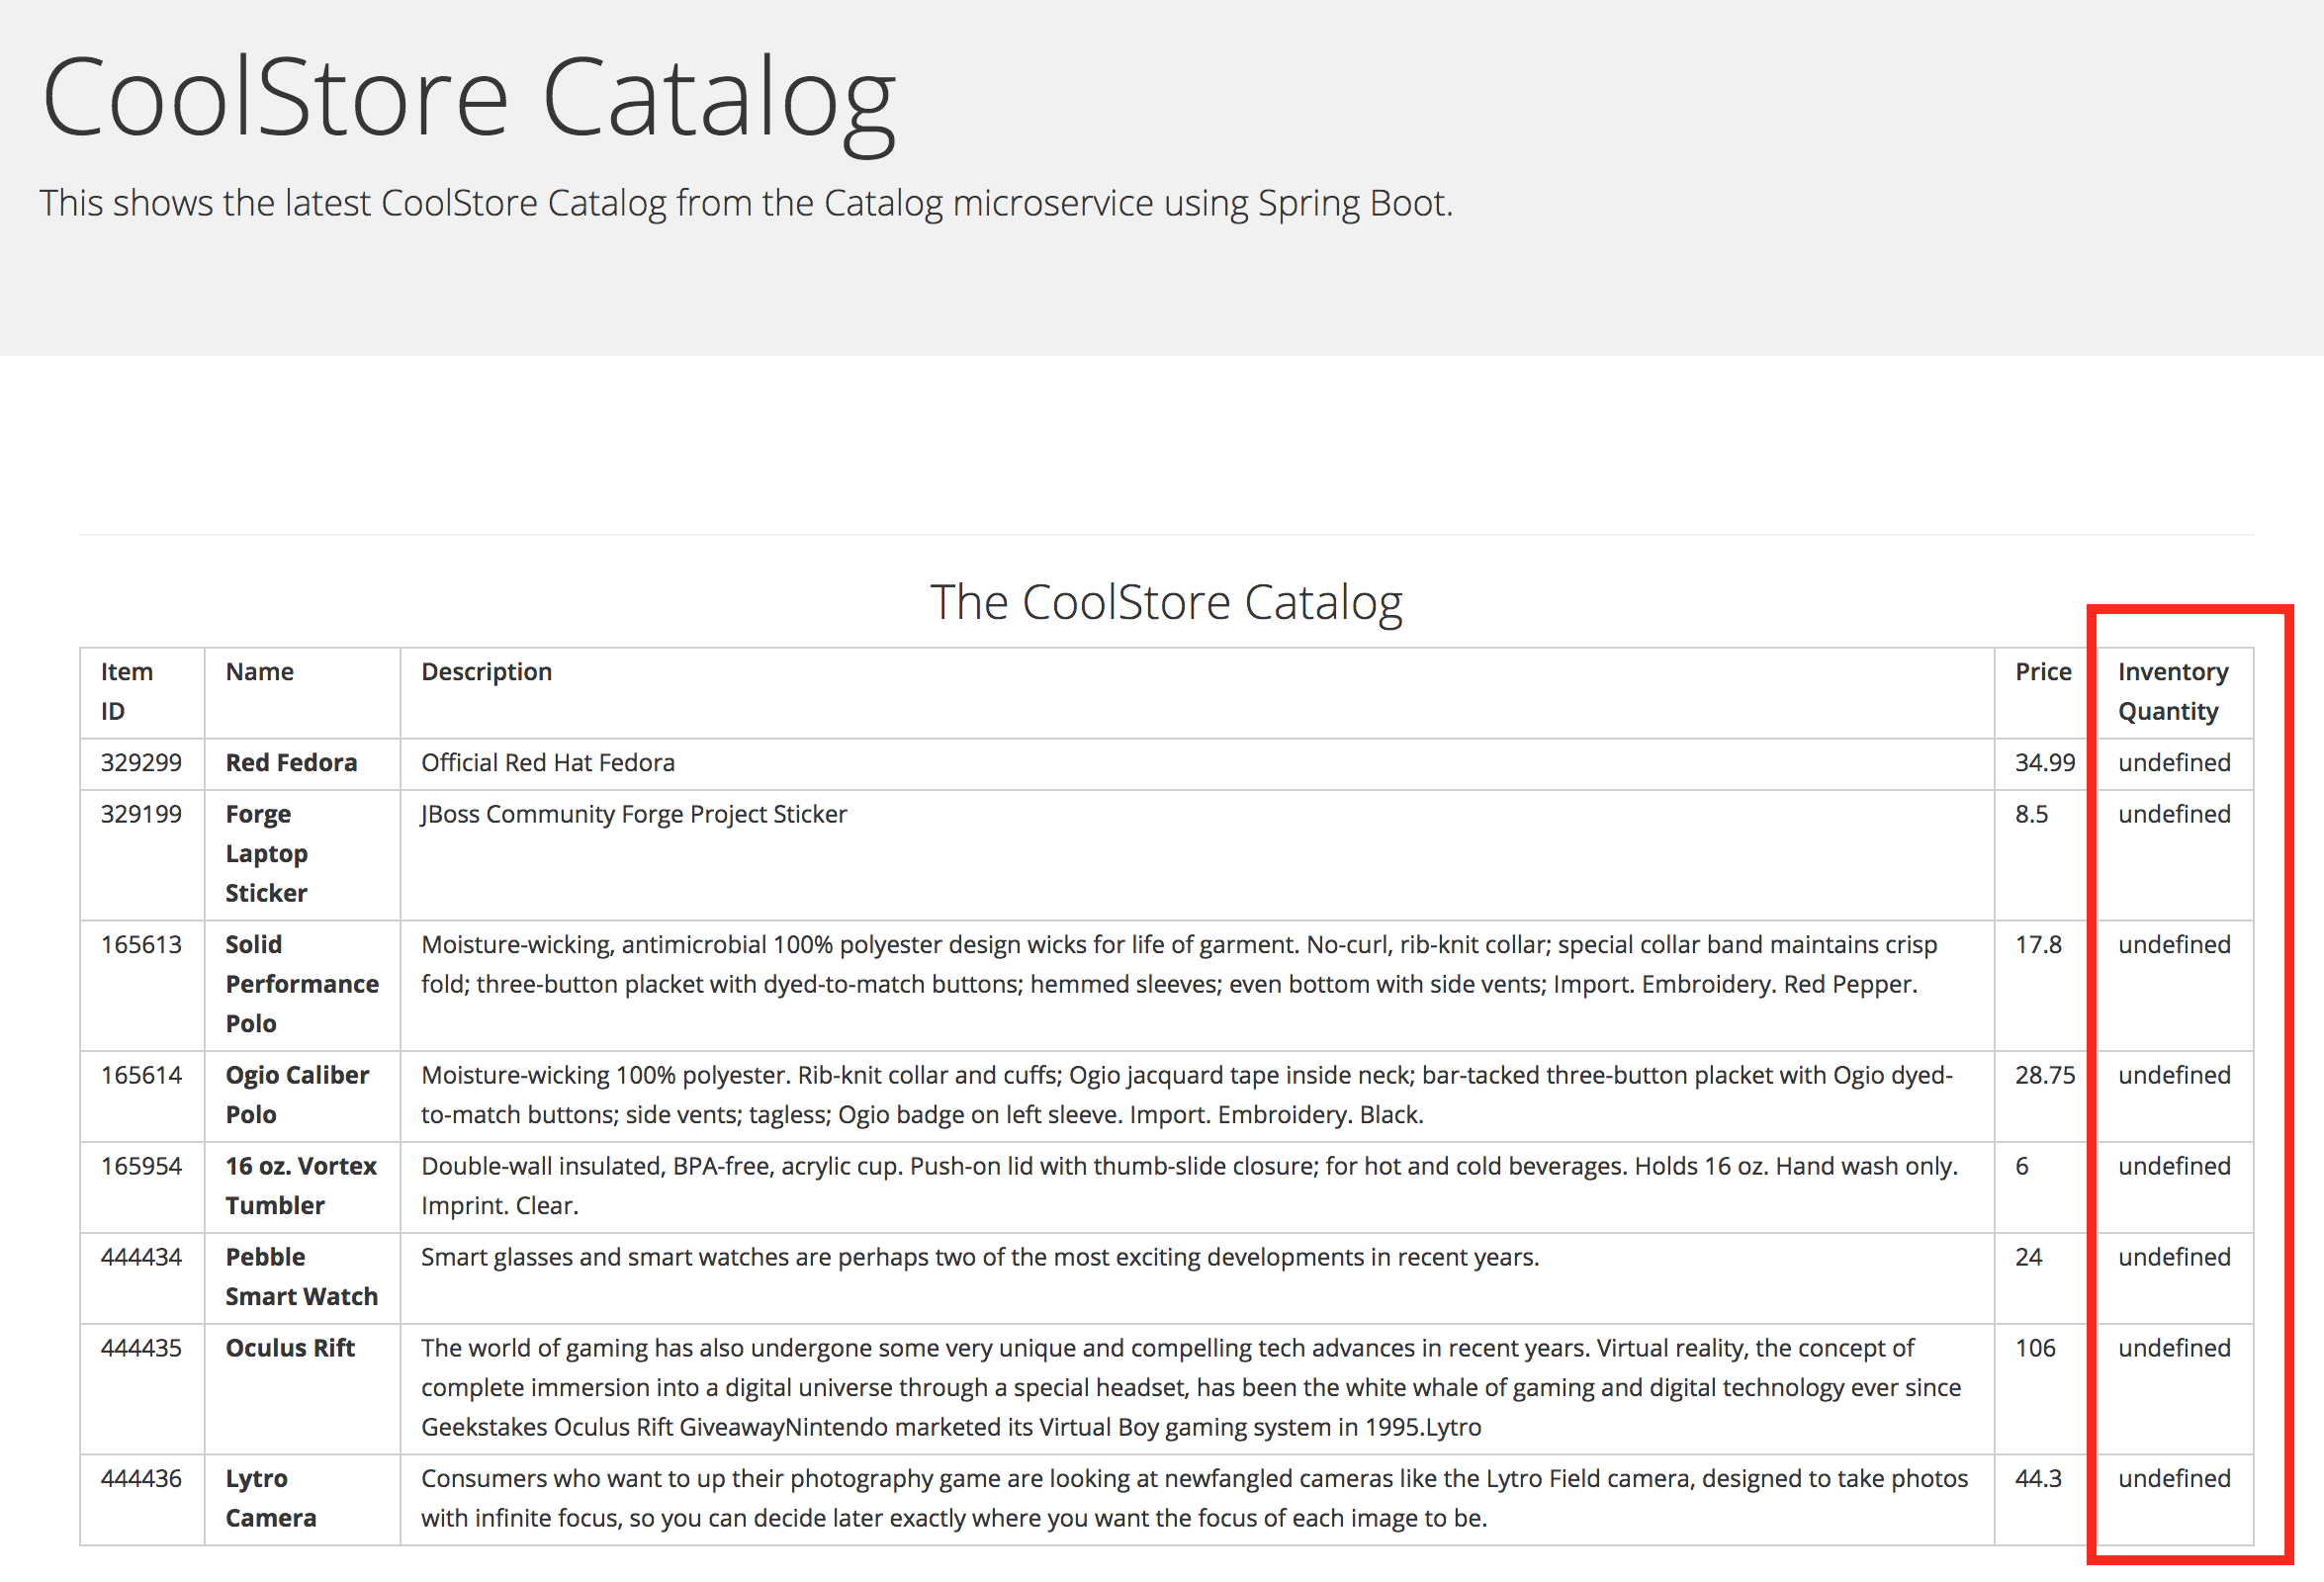 CoolStore Catalog
This shows the latest CoolStore Catalog from the Catalog microservice using Spring Boot.
The CoolStore Catalog
Item ID Name Description Price Inventory Quantity
329299 Red Fedora Official Red Hat Fedora 34.99 undefined
329199 Forge Laptop Sticker JBoss Community Forge Project Sticker 8.5 undefined
165613 Solid Performance Polo Moisture-wicking, antimicrobial 100% polyester design wicks for life of garment. No-curl, rib-knit collar; special collar band maintains crisp fold; three-button placket with dyed-to-match buttons; hemmed sleeves; even bottom with side vents; Import. Embroidery. Red Pepper. 17.8 undefined
165614 Ogio Caliber Polo Moisture-wicking 100% polyester. Rib-knit collar and cuffs; Ogio jacquard tape inside neck; bar-tacked three-button placket with Ogio dyed-to-match buttons; side vents; tagless; Ogio badge on left sleeve. Import. Embroidery. Black. 28.75 undefined
165954 16 oz. Vortex Tumbler Double-wall insulated, BPA-free, acrylic cup. Push-on lid with thumb-slide closure; for hot and cold beverages. Holds 16 oz. Hand wash only. Imprint. Clear. 6 undefined
444434 Pebble Smart Watch Smart glasses and smart watches are perhaps two of the most exciting developments in recent years. 24 undefined
444435 Oculus Rift The world of gaming has also undergone some very unique and compelling tech advances in recent years. Virtual reality, the concept of complete immersion into a digital universe through a special headset, has been the white whale of gaming and digital technology ever since Geekstakes Oculus Rift GiveawayNintendo marketed its Virtual Boy gaming system in 1995.Lytro 106 undefined
444436 Lytro Camera Consumers who want to up their photography game are looking at newfangled cameras like the Lytro Field camera, designed to take photos with infinite focus, so you can decide later exactly where you want the focus of each image to be. 44.3 undefined